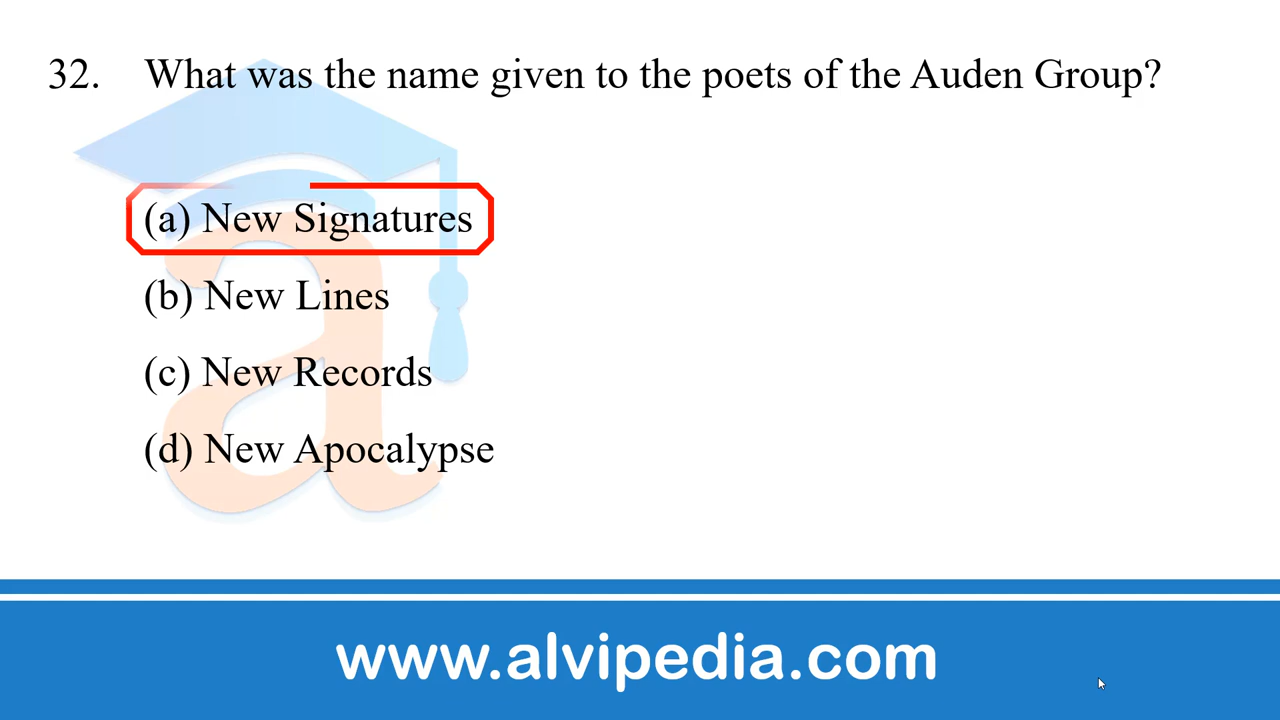 32. What was the name given to the poets of the Auden Group?
(a) New Signatures
(b) New Lines
(c) New Records
(d) New Apocalypse
www.alvipedia.com